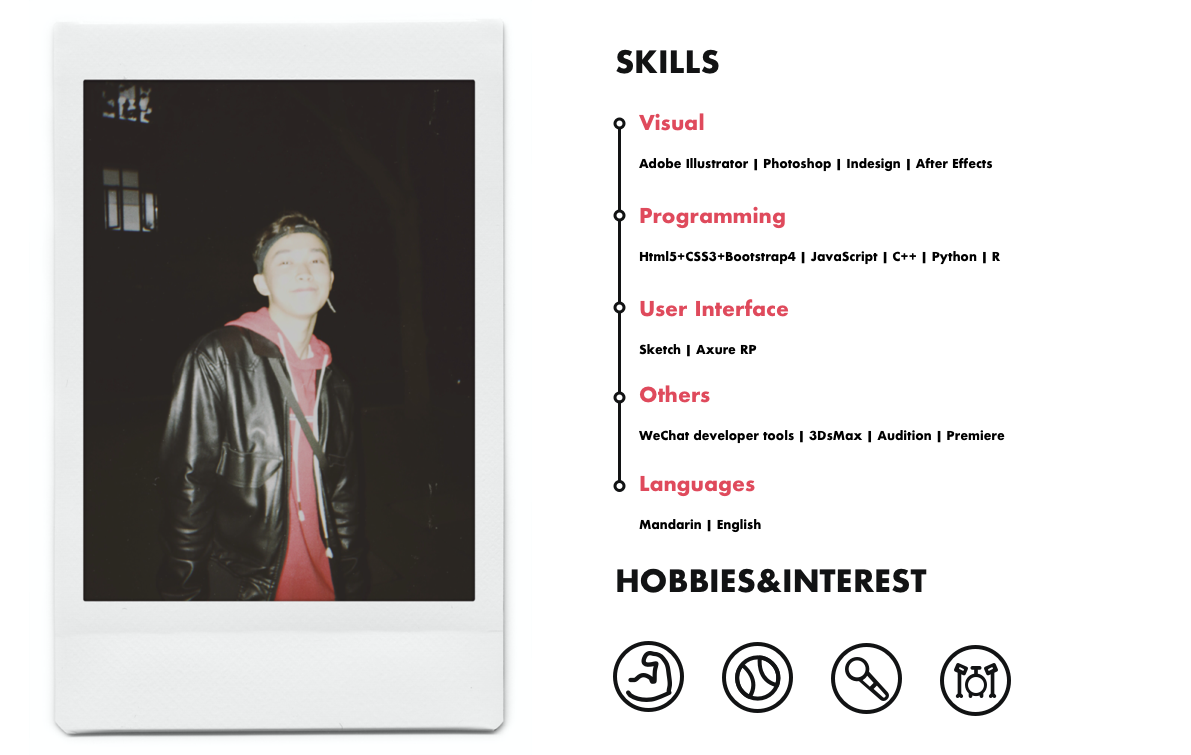 SKILLS
Visual
Adobe Illustrator | Photoshop | Indesign | After Effects
Programming
Html5+CSS3+Bootstrap4 | JavaScript | C++ | Python | R
User Interface
Sketch | Axure RP
Others
WeChat developer tools | 3DsMax | Audition | Premiere
Languages
Mandarin | English
HOBBIES&INTEREST